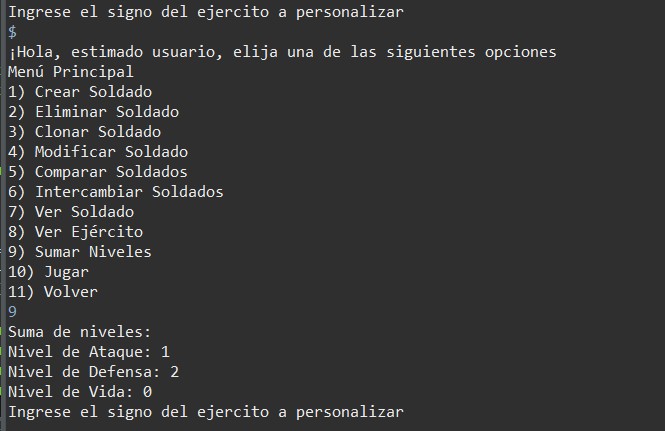 Ingrese el signo del ejercito a personalizar
$
¡Hola, estimado usuario, elija una de las siguientes opciones
Menú Principal
1) Crear Soldado
2) Eliminar Soldado
3) Clonar Soldado
4) Modificar Soldado
5) Comparar Soldados
6) Intercambiar Soldados
7) Ver Soldado
8) Ver Ejército
9) Sumar Niveles
10) Jugar
11) Volver
9
Suma de niveles:
Nivel de Ataque: 1
Nivel de Defensa: 2
Nivel de Vida: 0
Ingrese el signo del ejercito a personalizar